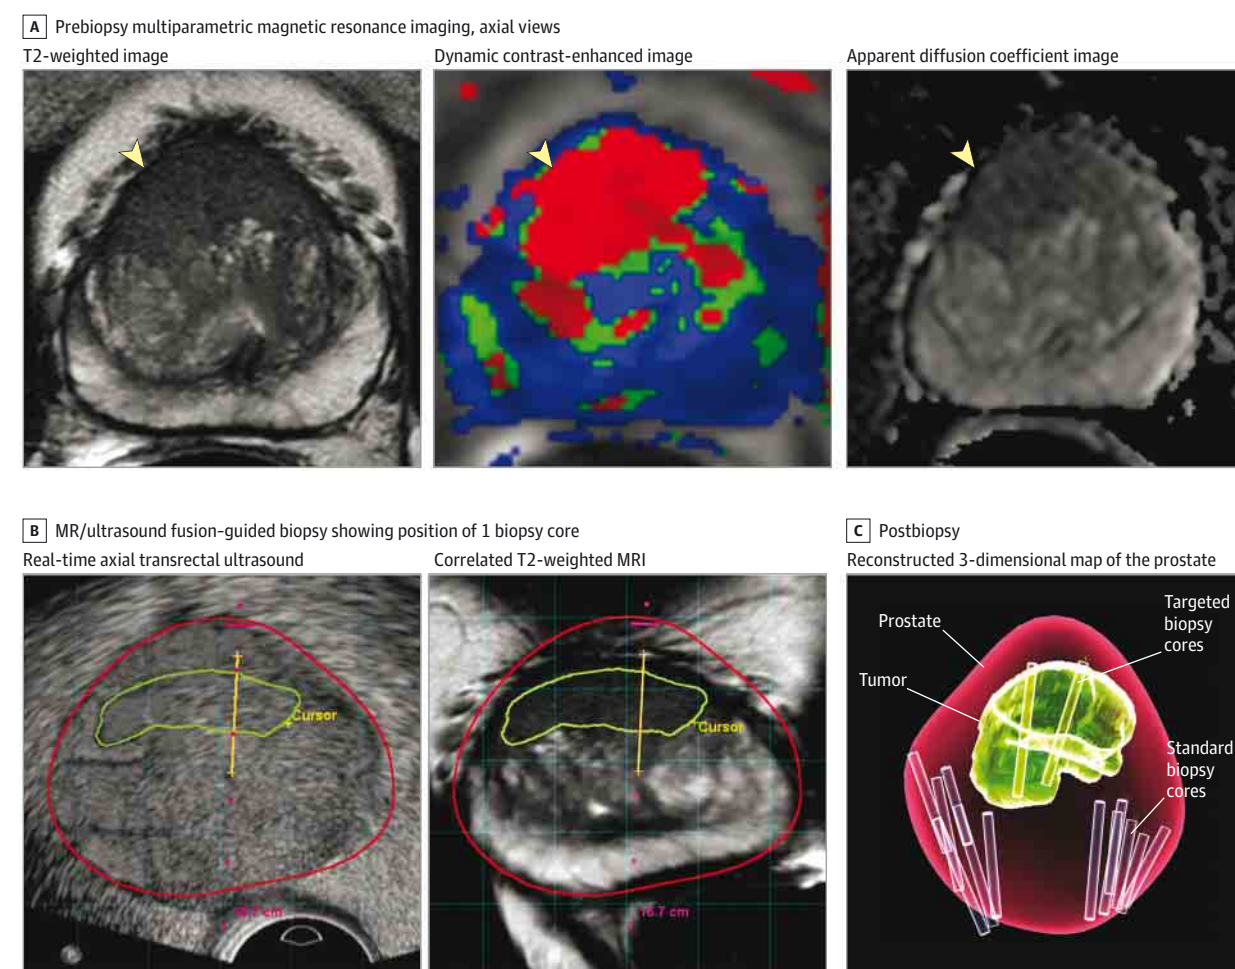 A Prebiopsy multiparametric magnetic resonance imaging, axial views
T2-weighted image
Dynamic contrast-enhanced image
Apparent diffusion coefficient image
B MR/ultrasound fusion-guided biopsy showing position of 1 biopsy core
Real-time axial transrectal ultrasound
Correlated T2-weighted MRI
Cursor
Cursor
16.7 cm
C Postbiopsy
Reconstructed 3-dimensional map of the prostate
Prostate
Tumor
Targeted
biopsy
cores
Standard
biopsy
cores